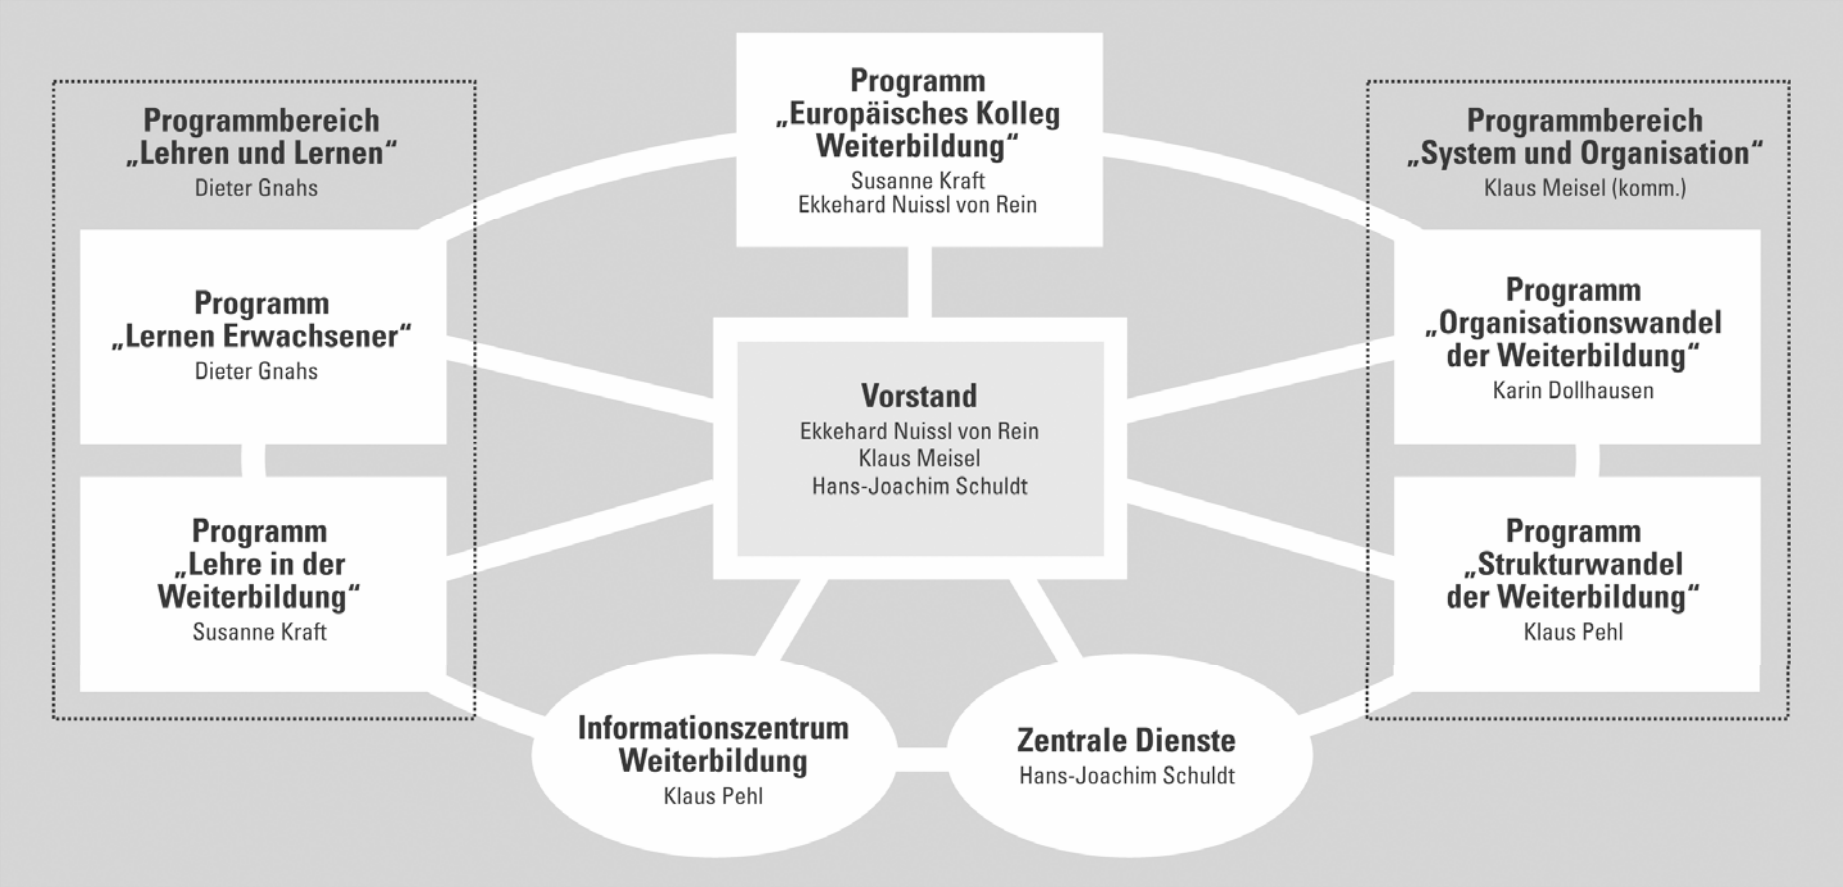 Programm
„Europäisches Kolleg
Weiterbildung“
Susanne Kraft
Ekkehard Nuissl von Rein
Programmbereich
„Lehren und Lernen“
Dieter Gnahs
Programm
„Lernen Erwachsener“
Dieter Gnahs
Programm
„Lehre in der
Weiterbildung“
Susanne Kraft
Vorstand
Ekkehard Nuissl von Rein
Klaus Meisel
Hans-Joachim Schuldt
Programmbereich
„System und Organisation“
Klaus Meisel (komm.)
Programm
„Organisationswandel
der Weiterbildung“
Karin Dollhausen
Programm
„Strukturwandel
der Weiterbildung“
Klaus Pehl
Informationszentrum
Weiterbildung
Klaus Pehl
Zentrale Dienste
Hans-Joachim Schuldt